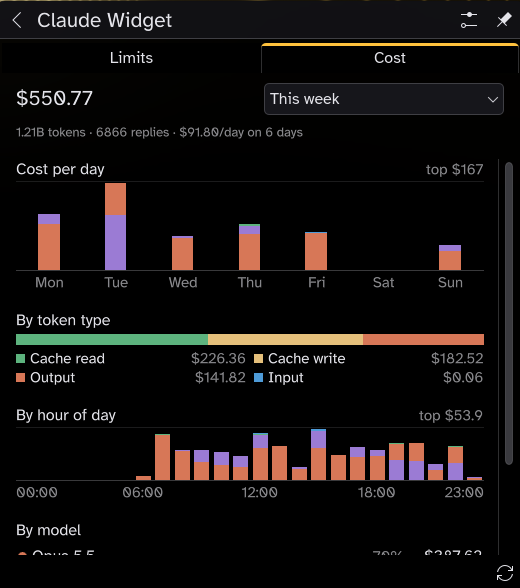 Claude Widget
Limits Cost
$550.77 This week
1.21B tokens · 6866 replies · $91.80/day on 6 days
Cost per day top $167
Mon Tue Wed Thu Fri Sat Sun
By token type
Cache read $226.36 Cache write $182.52
Output $141.82 Input $0.06
By hour of day top $53.9
00:00 06:00 12:00 18:00 23:00
By model